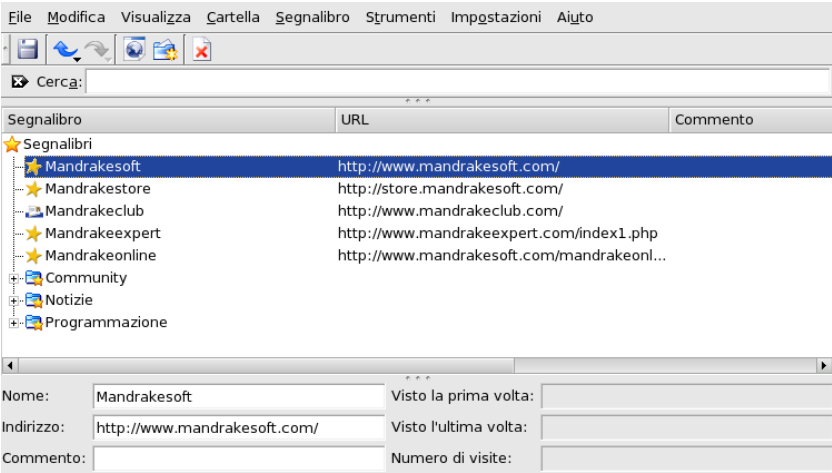 File Modifica Visualizza Cartella Segnalibro Strumenti Impostazioni Aiuto
Cerca:
Segnalibro URL Commento
Segnalibri
Mandrakesoft http://www.mandrakesoft.com/
Mandrakestore http://store.mandrakesoft.com/
Mandrakeclub http://www.mandrakeclub.com/
Mandrakeexpert http://www.mandrakeexpert.com/index1.php
Mandrakeonline http://www.mandrakesoft.com/mandrakeonl...
Community
Notizie
Programmazione
Nome: Mandrakesoft Visto la prima volta:
Indirizzo: http://www.mandrakesoft.com/ Visto l'ultima volta:
Commento: Numero di visite: